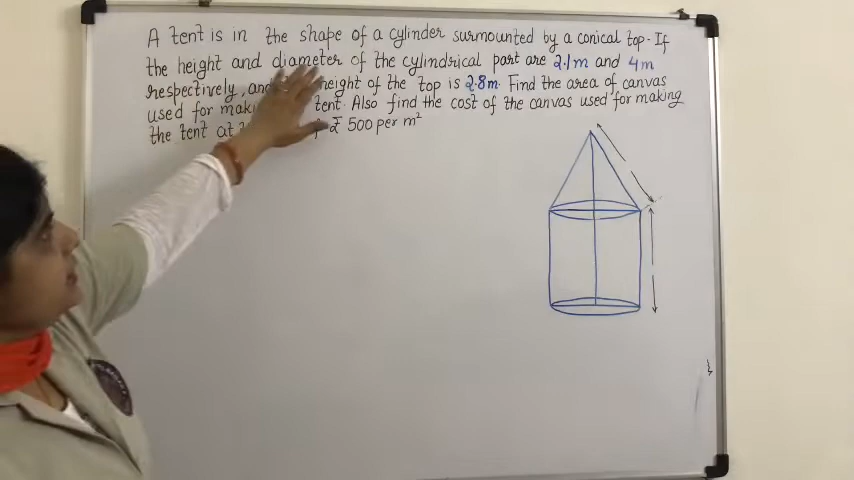 A tent is in the shape of a cylinder surmounted by a conical top. If
the height and diameter of the cylindrical part are 2.1m and 4m
respectively, and height of the top is 2.8m. Find the area of canvas
used for making tent. Also find the cost of the canvas used for making
the tent at ₹ 500 per m²